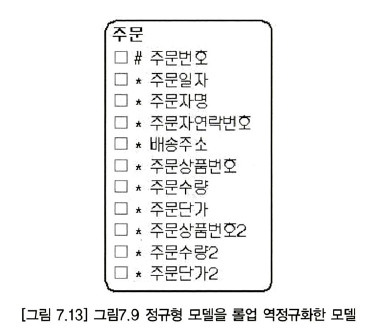 주문
□ # 주문번호
□ * 주문일자
□ * 주문자명
□ * 주문자연락번호
□ * 배송주소
□ * 주문상품번호
□ * 주문수량
□ * 주문단가
□ * 주문상품번호2
□ * 주문수량2
□ * 주문단가2
[그림 7.13] 그림7.9 정규형 모델을 롤업 역정규화한 모델